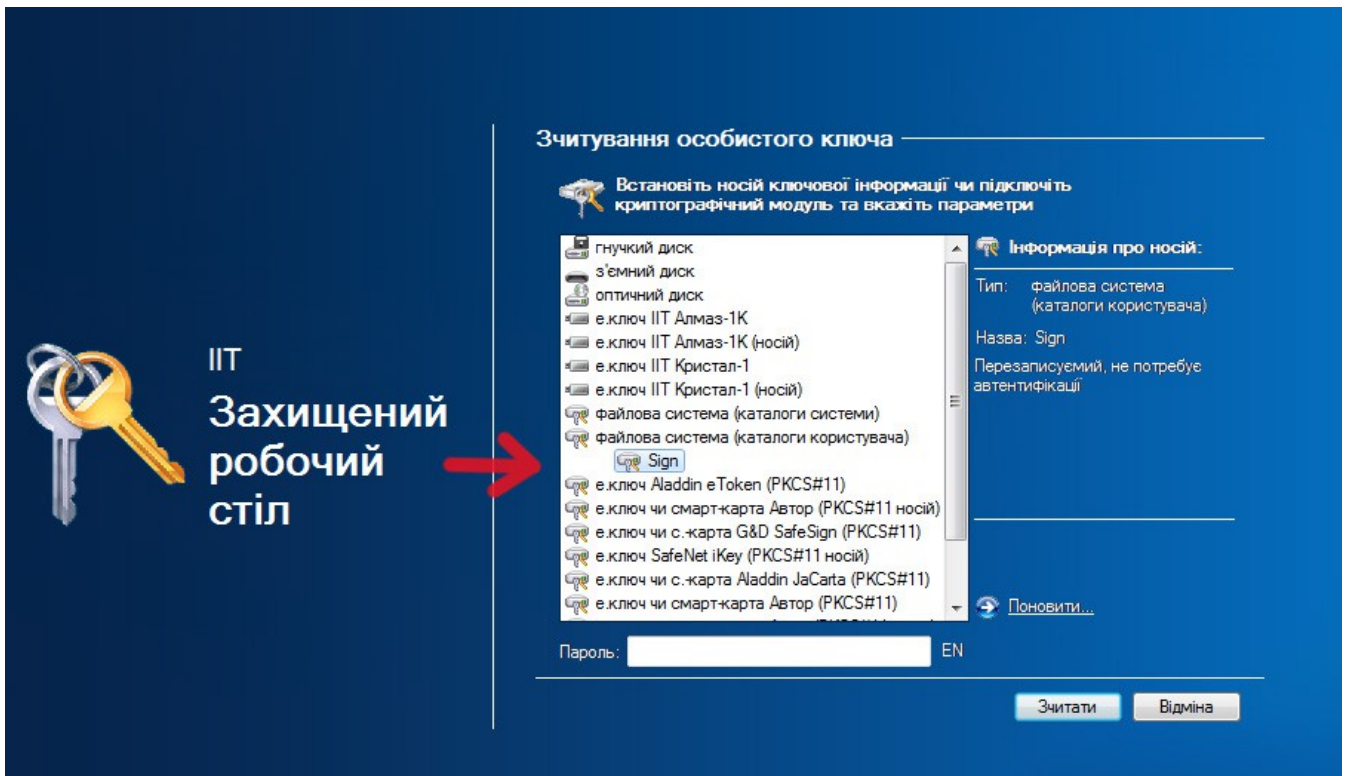 ІІТ
Захищений
робочий
стіл
Зчитування особистого ключа
Встановіть носій ключової інформації чи підключіть
криптографічний модуль та вкажіть параметри
гнучкий диск
з'ємний диск
оптичний диск
е.ключ ІІТ Алмаз-1К
е.ключ ІІТ Алмаз-1К (носій)
е.ключ ІІТ Кристал-1
е.ключ ІІТ Кристал-1 (носій)
файлова система (каталоги системи)
файлова система (каталоги користувача)
Sign
е.ключ Aladdin eToken (PKCS#11)
е.ключ чи смарт-карта Автор (PKCS#11 носій)
е.ключ чи с.-карта G&D SafeSign (PKCS#11)
е.ключ SafeNet iKey (PKCS#11 носій)
е.ключ чи с.-карта Aladdin JaCarta (PKCS#11)
е.ключ чи смарт-карта Автор (PKCS#11)
Інформація про носій:
Тип: файлова система
(каталоги користувача)
Назва: Sign
Перезаписуємий, не потребує
автентифікації
Поновити...
Пароль: EN
Зчитати Відміна